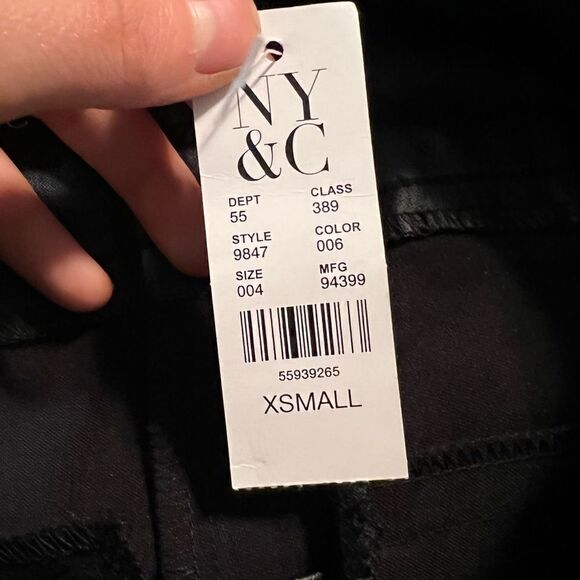 NY
&C
DEPT CLASS
55 389
STYLE COLOR
9847 006
SIZE MFG
004 94399
55939265
XSMALL